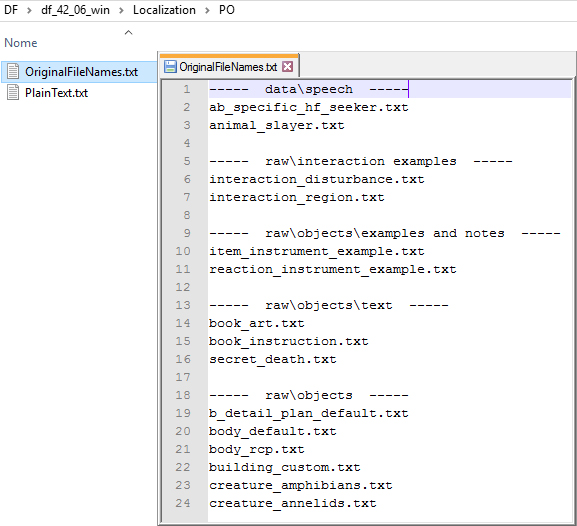 DF > df_42_06_win > Localization > PO
Nome
OriginalFileNames.txt
PlainText.txt
OriginalFileNames.txt
1 ----- data\speech -----
2 ab_specific_hf_seeker.txt
3 animal_slayer.txt
4
5 ----- raw\interaction examples -----
6 interaction_disturbance.txt
7 interaction_region.txt
8
9 ----- raw\objects\examples and notes -----
10 item_instrument_example.txt
11 reaction_instrument_example.txt
12
13 ----- raw\objects\text -----
14 book_art.txt
15 book_instruction.txt
16 secret_death.txt
17
18 ----- raw\objects -----
19 b_detail_plan_default.txt
20 body_default.txt
21 body_rcp.txt
22 building_custom.txt
23 creature_amphibians.txt
24 creature_annelids.txt